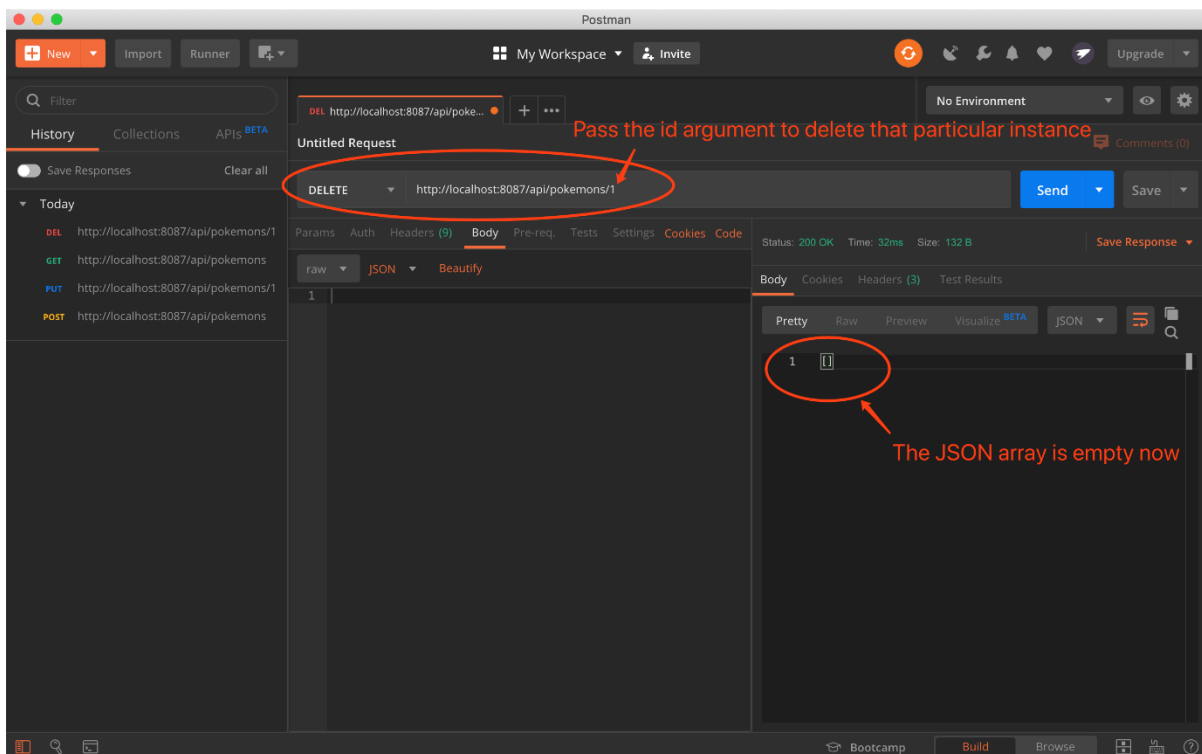 Postman
New
Import
Runner
My Workspace
Invite
Upgrade
Filter
History
Collections
APIs BETA
Save Responses
Clear all
Today
DEL http://localhost:8087/api/pokemons/1
GET http://localhost:8087/api/pokemons
PUT http://localhost:8087/api/pokemons/1
POST http://localhost:8087/api/pokemons
DEL http://localhost:8087/api/poke...
No Environment
Pass the id argument to delete that particular instance
Untitled Request
Comments (0)
DELETE http://localhost:8087/api/pokemons/1
Send
Save
Params Auth Headers (9) Body Pre-req. Tests Settings Cookies Code
raw JSON Beautify
1
Status: 200 OK Time: 32ms Size: 132 B
Save Response
Body Cookies Headers (3) Test Results
Pretty Raw Preview Visualize BETA JSON
1 []
The JSON array is empty now
Bootcamp
Build
Browse